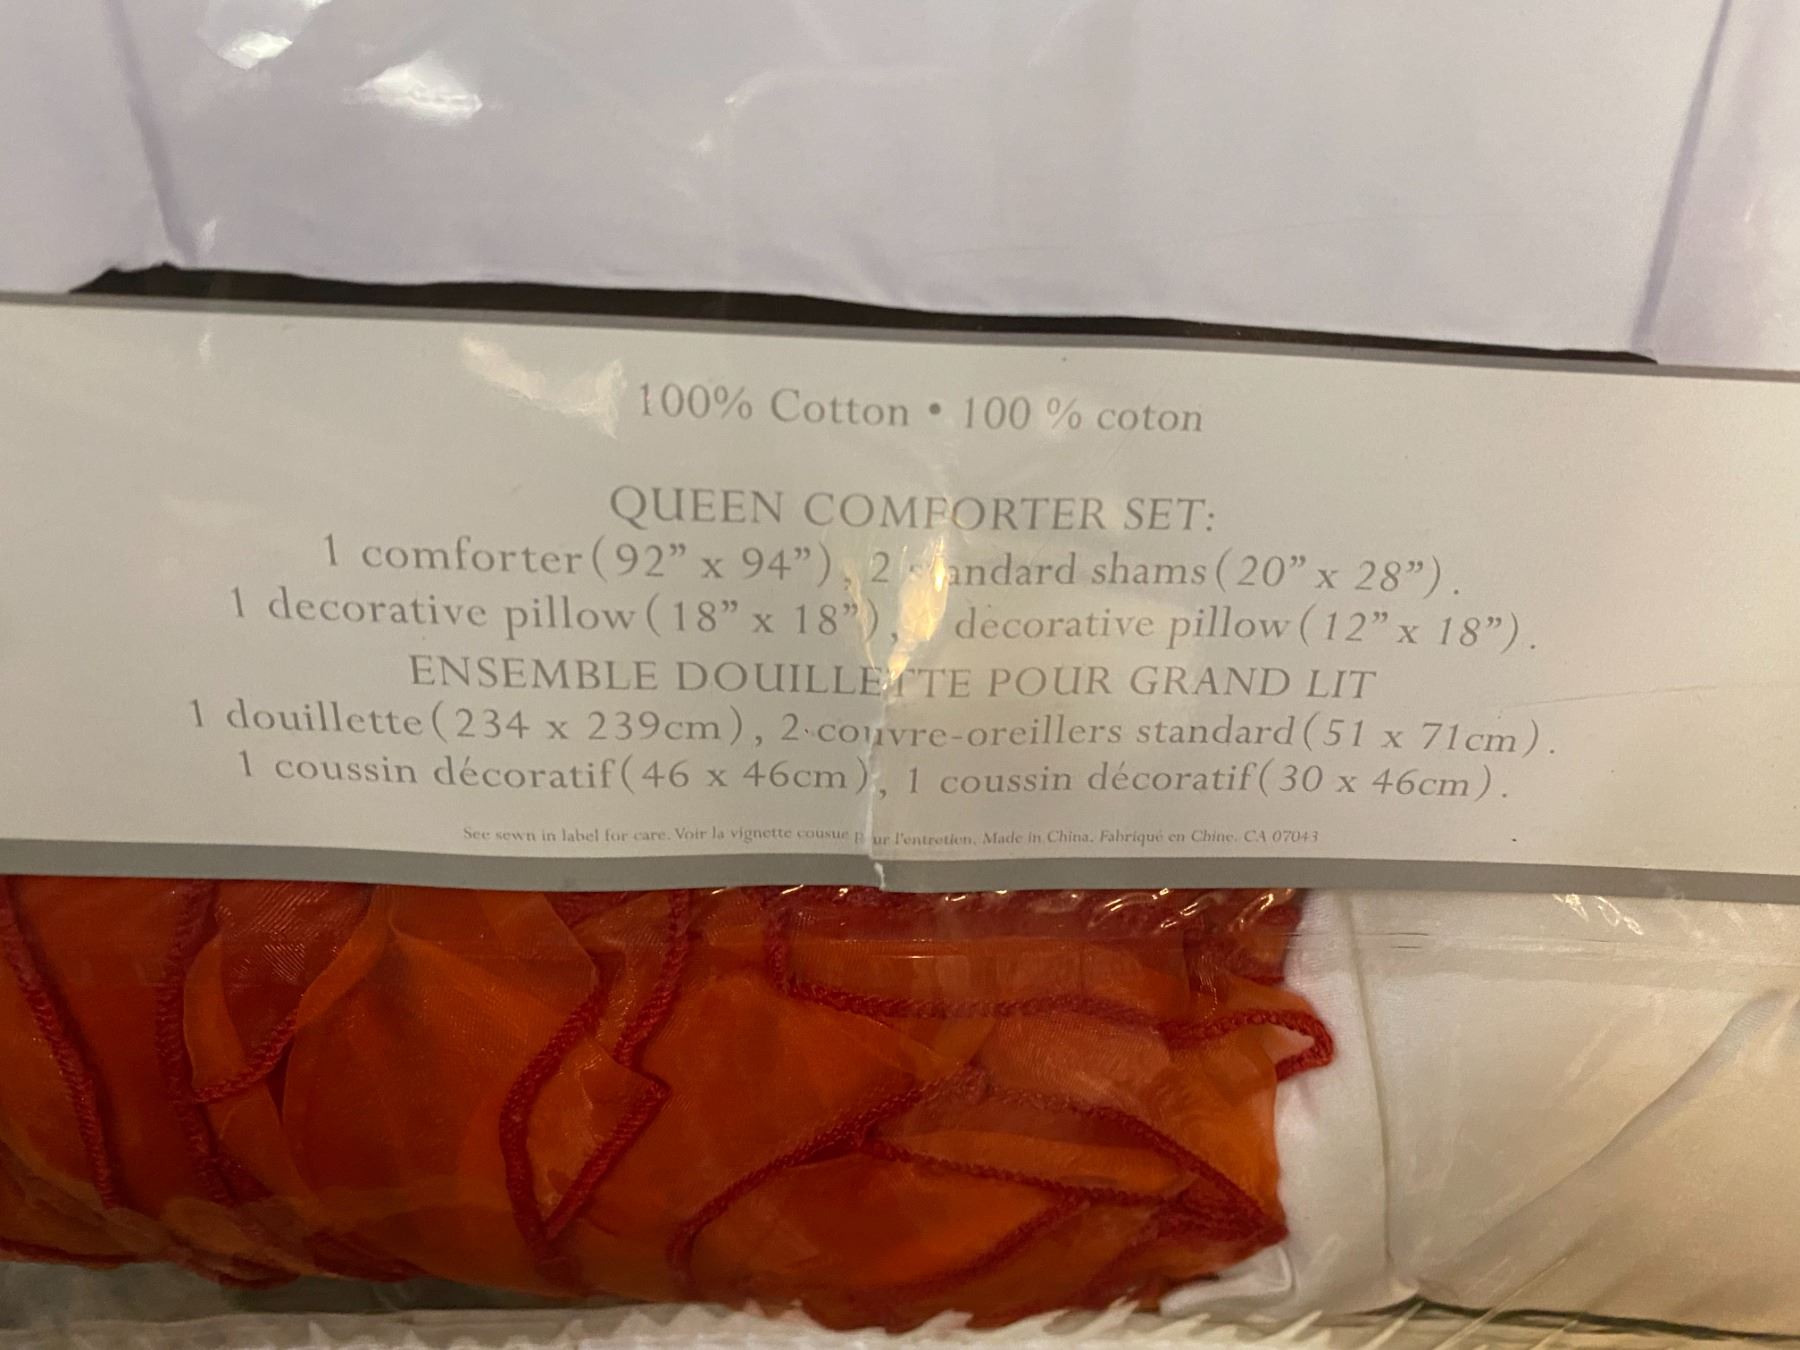 100% Cotton • 100 % coton
QUEEN COMFORTER SET:
1 comforter (92” x 94”), 2 standard shams (20” x 28”).
1 decorative pillow (18” x 18”), decorative pillow (12” x 18”).
ENSEMBLE DOUILLETTE POUR GRAND LIT
1 douillette (234 x 239cm), 2 couvre-oreillers standard (51 x 71cm).
1 coussin décoratif (46 x 46cm), 1 coussin décoratif (30 x 46cm).
See sewn in label for care. Voir la vignette cousue pour l'entretien. Made in China. Fabriqué en Chine. CA 07043